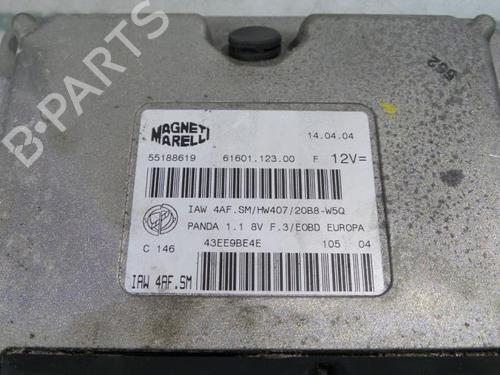 B-PARTS
562
MAGNETI MARELLI
14.04.04
55188619 61601.123.00 F 12V=
IAW 4AF.SM/HW407/20B8-W5Q
PANDA 1.1 8V F.3/EOBD EUROPA
C 146 43EE9BE4E 105 04
IAW 4AF.SM